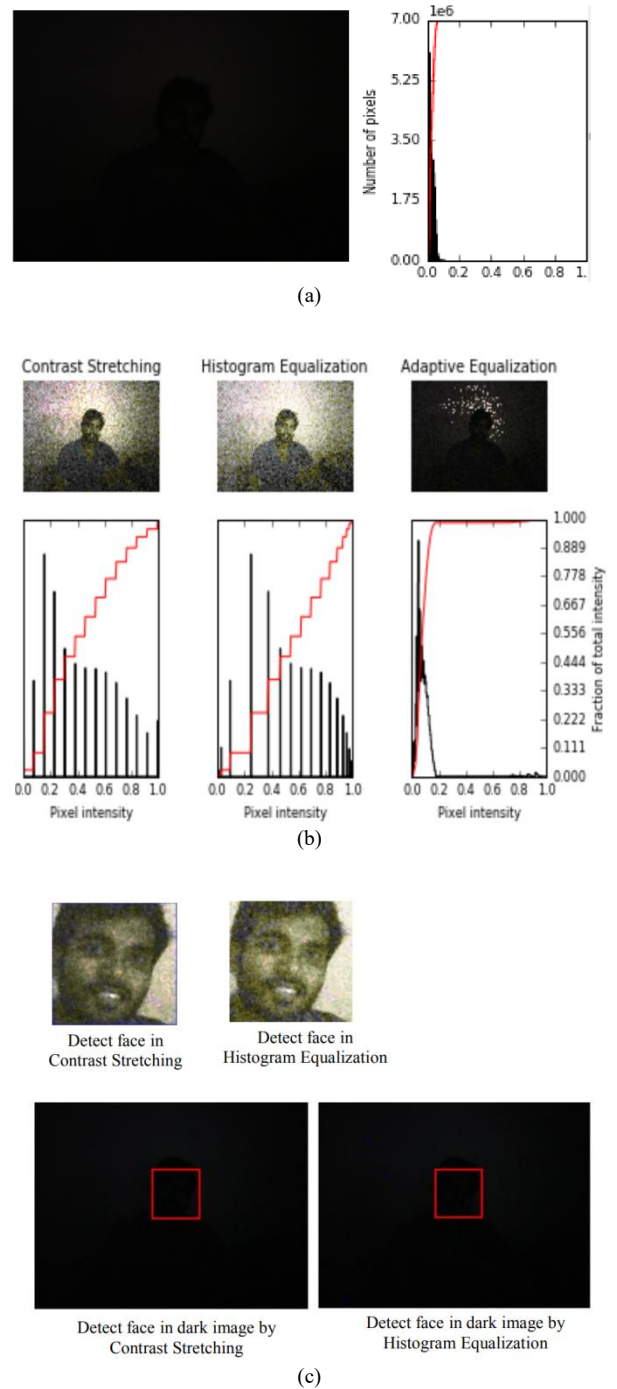 1e6
7.00
5.25
3.50
1.75
0.00
Number of pixels
0.0 0.2 0.4 0.6 0.8 1.
(a)
Contrast Stretching Histogram Equalization Adaptive Equalization
1.000
0.889
0.778
0.667
0.556
0.444
0.333
0.222
0.111
0.000
Fraction of total intensity
0.0 0.2 0.4 0.6 0.8 1.0 0.0 0.2 0.4 0.6 0.8 1.0 0.0 0.2 0.4 0.6 0.8 1.0
Pixel intensity Pixel intensity Pixel intensity
(b)
Detect face in
Contrast Stretching
Detect face in
Histogram Equalization
Detect face in dark image by
Contrast Stretching
Detect face in dark image by
Histogram Equalization
(c)